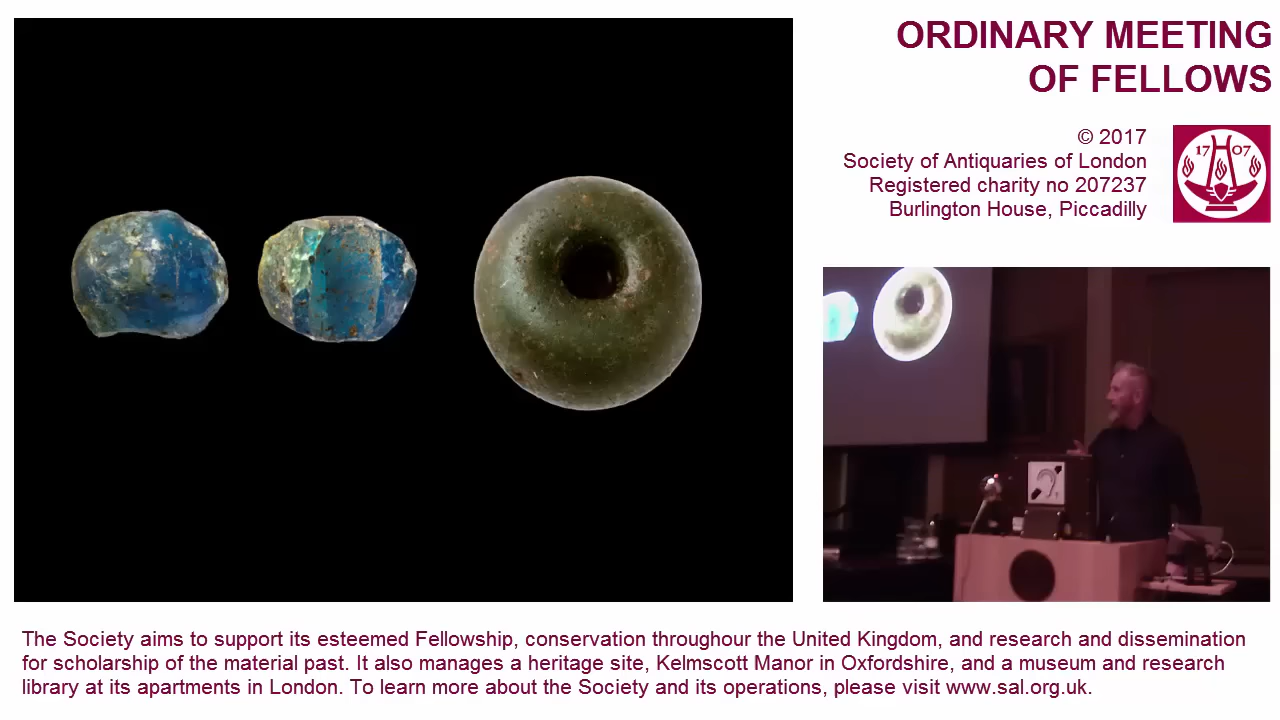 ORDINARY MEETING
OF FELLOWS
© 2017
Society of Antiquaries of London
Registered charity no 207237
Burlington House, Piccadilly
17 07
The Society aims to support its esteemed Fellowship, conservation throughour the United Kingdom, and research and dissemination
for scholarship of the material past. It also manages a heritage site, Kelmscott Manor in Oxfordshire, and a museum and research
library at its apartments in London. To learn more about the Society and its operations, please visit www.sal.org.uk.